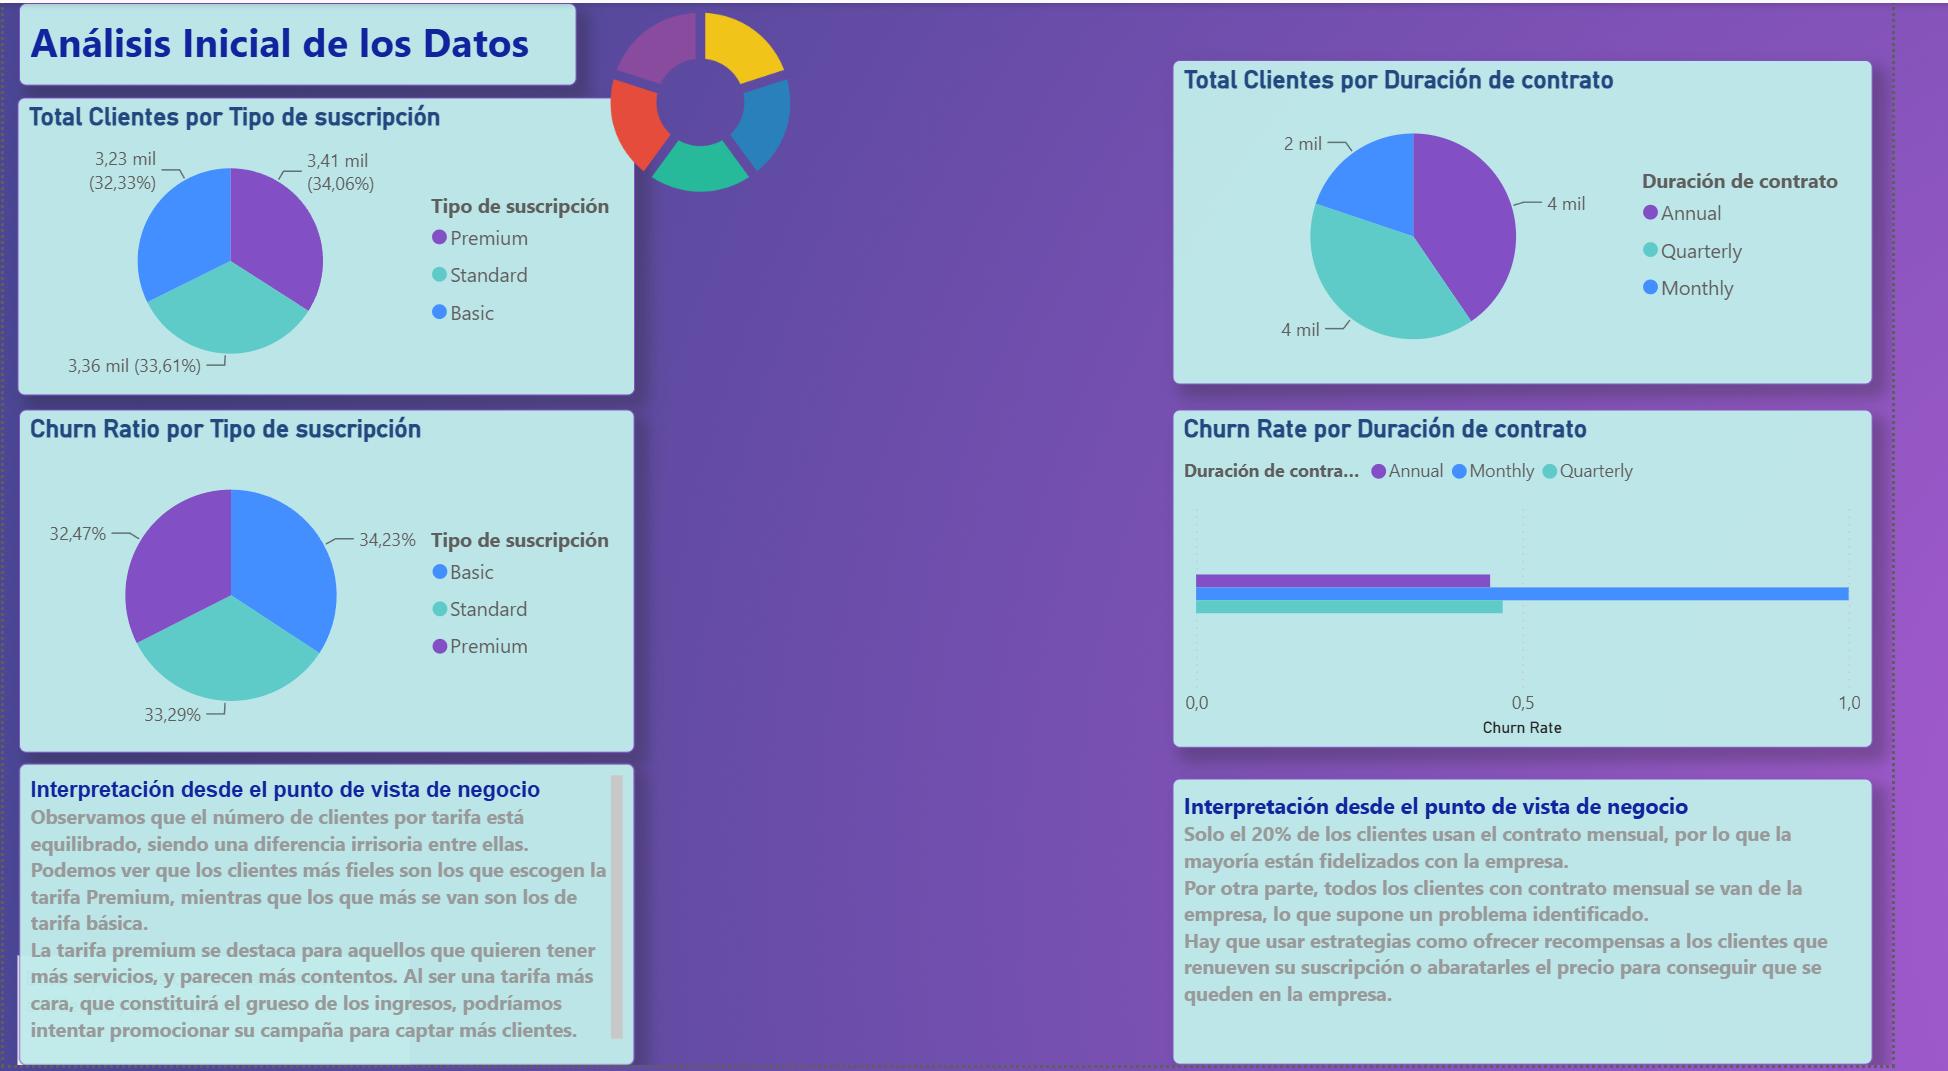 Análisis Inicial de los Datos
Total Clientes por Tipo de suscripción
3,23 mil
(32,33%)
3,41 mil
(34,06%)
3,36 mil (33,61%)
Tipo de suscripción
Premium
Standard
Basic
Churn Ratio por Tipo de suscripción
32,47%
34,23%
33,29%
Tipo de suscripción
Basic
Standard
Premium
Interpretación desde el punto de vista de negocio
Observamos que el número de clientes por tarifa está
equilibrado, siendo una diferencia irrisoria entre ellas.
Podemos ver que los clientes más fieles son los que escogen la
tarifa Premium, mientras que los que más se van son los de
tarifa básica.
La tarifa premium se destaca para aquellos que quieren tener
más servicios, y parecen más contentos. Al ser una tarifa más
cara, que constituirá el grueso de los ingresos, podríamos
intentar promocionar su campaña para captar más clientes.
Total Clientes por Duración de contrato
2 mil
4 mil
4 mil
Duración de contrato
Annual
Quarterly
Monthly
Churn Rate por Duración de contrato
Duración de contra... Annual Monthly Quarterly
0,0 0,5 1,0
Churn Rate
Interpretación desde el punto de vista de negocio
Solo el 20% de los clientes usan el contrato mensual, por lo que la
mayoría están fidelizados con la empresa.
Por otra parte, todos los clientes con contrato mensual se van de la
empresa, lo que supone un problema identificado.
Hay que usar estrategias como ofrecer recompensas a los clientes que
renueven su suscripción o abaratarles el precio para conseguir que se
queden en la empresa.